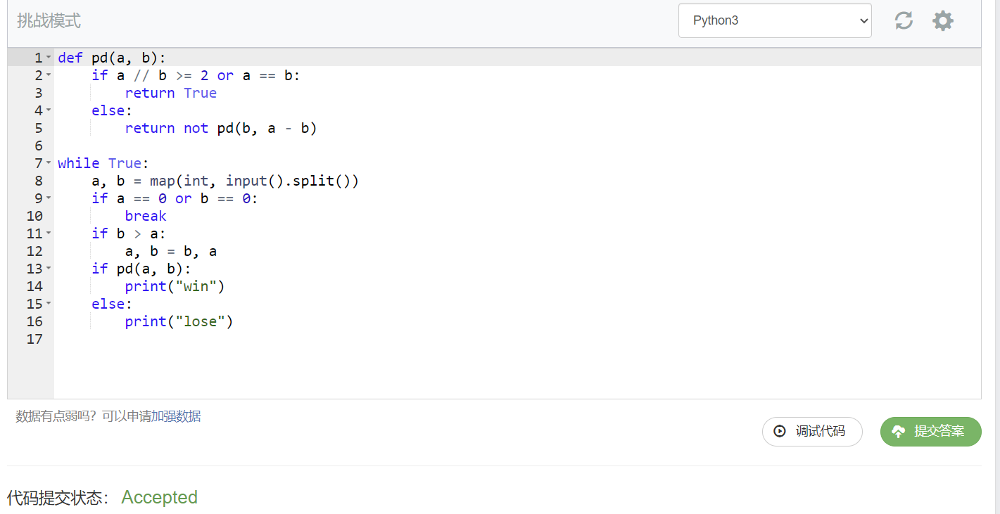 挑战模式
Python3
1 def pd(a, b):
2     if a // b >= 2 or a == b:
3         return True
4     else:
5         return not pd(b, a - b)
6
7 while True:
8     a, b = map(int, input().split())
9     if a == 0 or b == 0:
10         break
11     if b > a:
12         a, b = b, a
13     if pd(a, b):
14         print("win")
15     else:
16         print("lose")
17
数据有点弱吗？可以申请加强数据
调试代码
提交答案
代码提交状态： Accepted